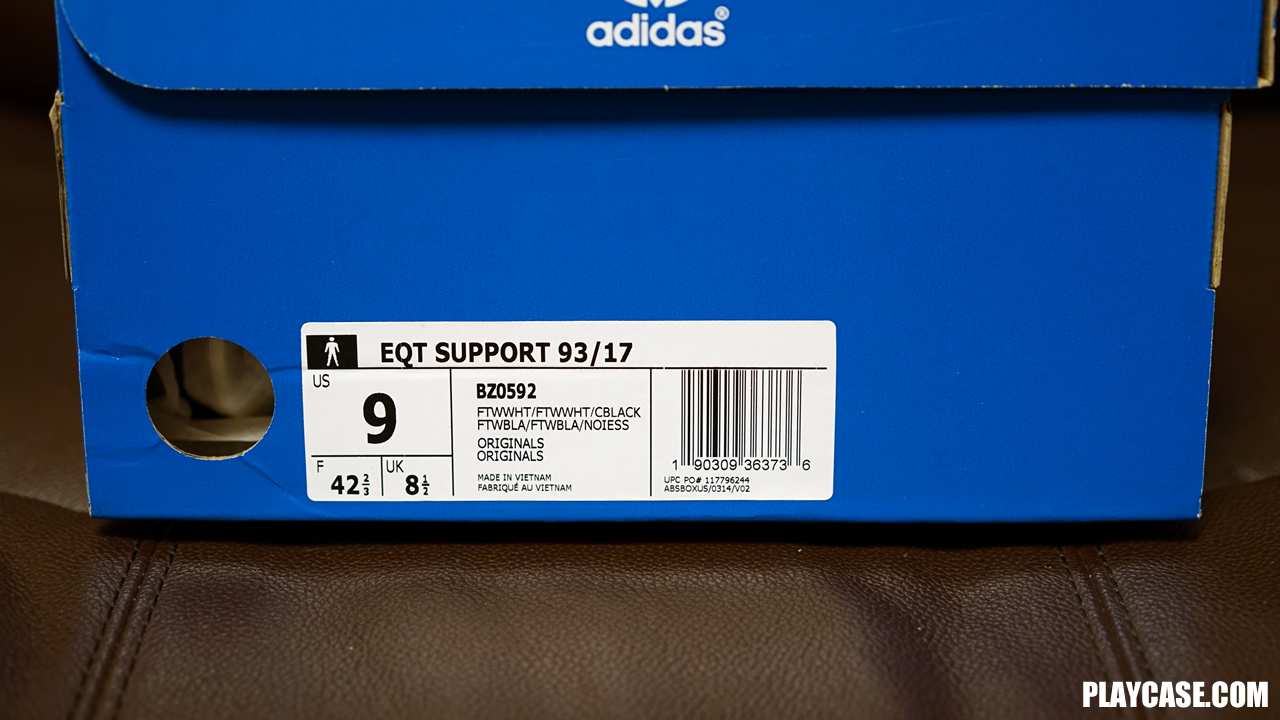 adidas®
EQT SUPPORT 93/17
US
9
F
42 2/3
UK
8 1/2
BZ0592
FTWWHT/FTWWHT/CBLACK
FTWBLA/FTWBLA/NOIESS
ORIGINALS
ORIGINALS
MADE IN VIETNAM
FABRIQUÉ AU VIETNAM
1 90309 36373 6
UPC PO# 117796244
ABSBOXUS/0314/V02
PLAYCASE.COM